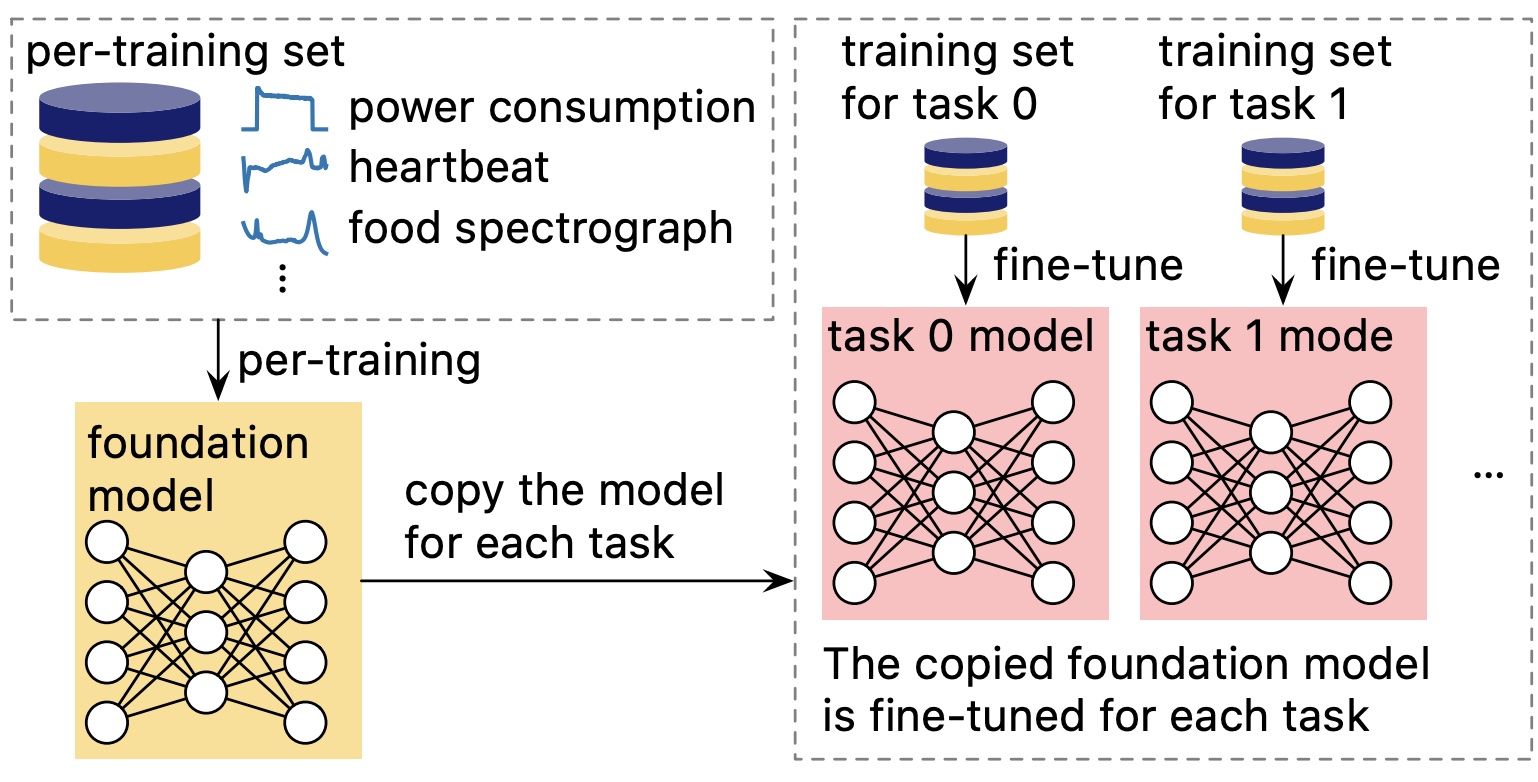 per-training set
power consumption
heartbeat
food spectrograph
⋮
per-training
foundation
model
copy the model
for each task
training set
for task 0
training set
for task 1
fine-tune
fine-tune
task 0 model
task 1 mode
...
The copied foundation model
is fine-tuned for each task